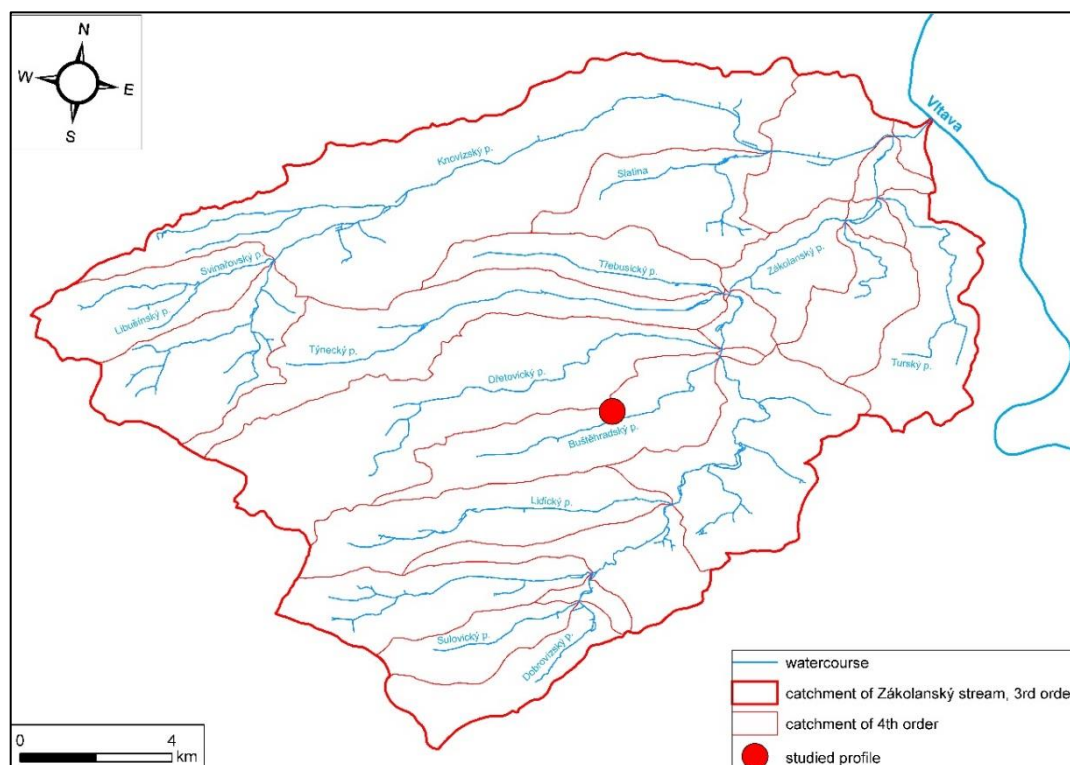 N
W
E
S
Vltava
Knovízský p.
Slatina
Svinařovský p.
Třebusický p.
Zákolanský p.
Libušínský p.
Týnecký p.
Turský p.
Dřetovický p.
Buštěhradský p.
Lidický p.
Sulovický p.
Dobrovízský p.
watercourse
catchment of Zákolanský stream, 3rd orde
catchment of 4th order
studied profile
0
4
km